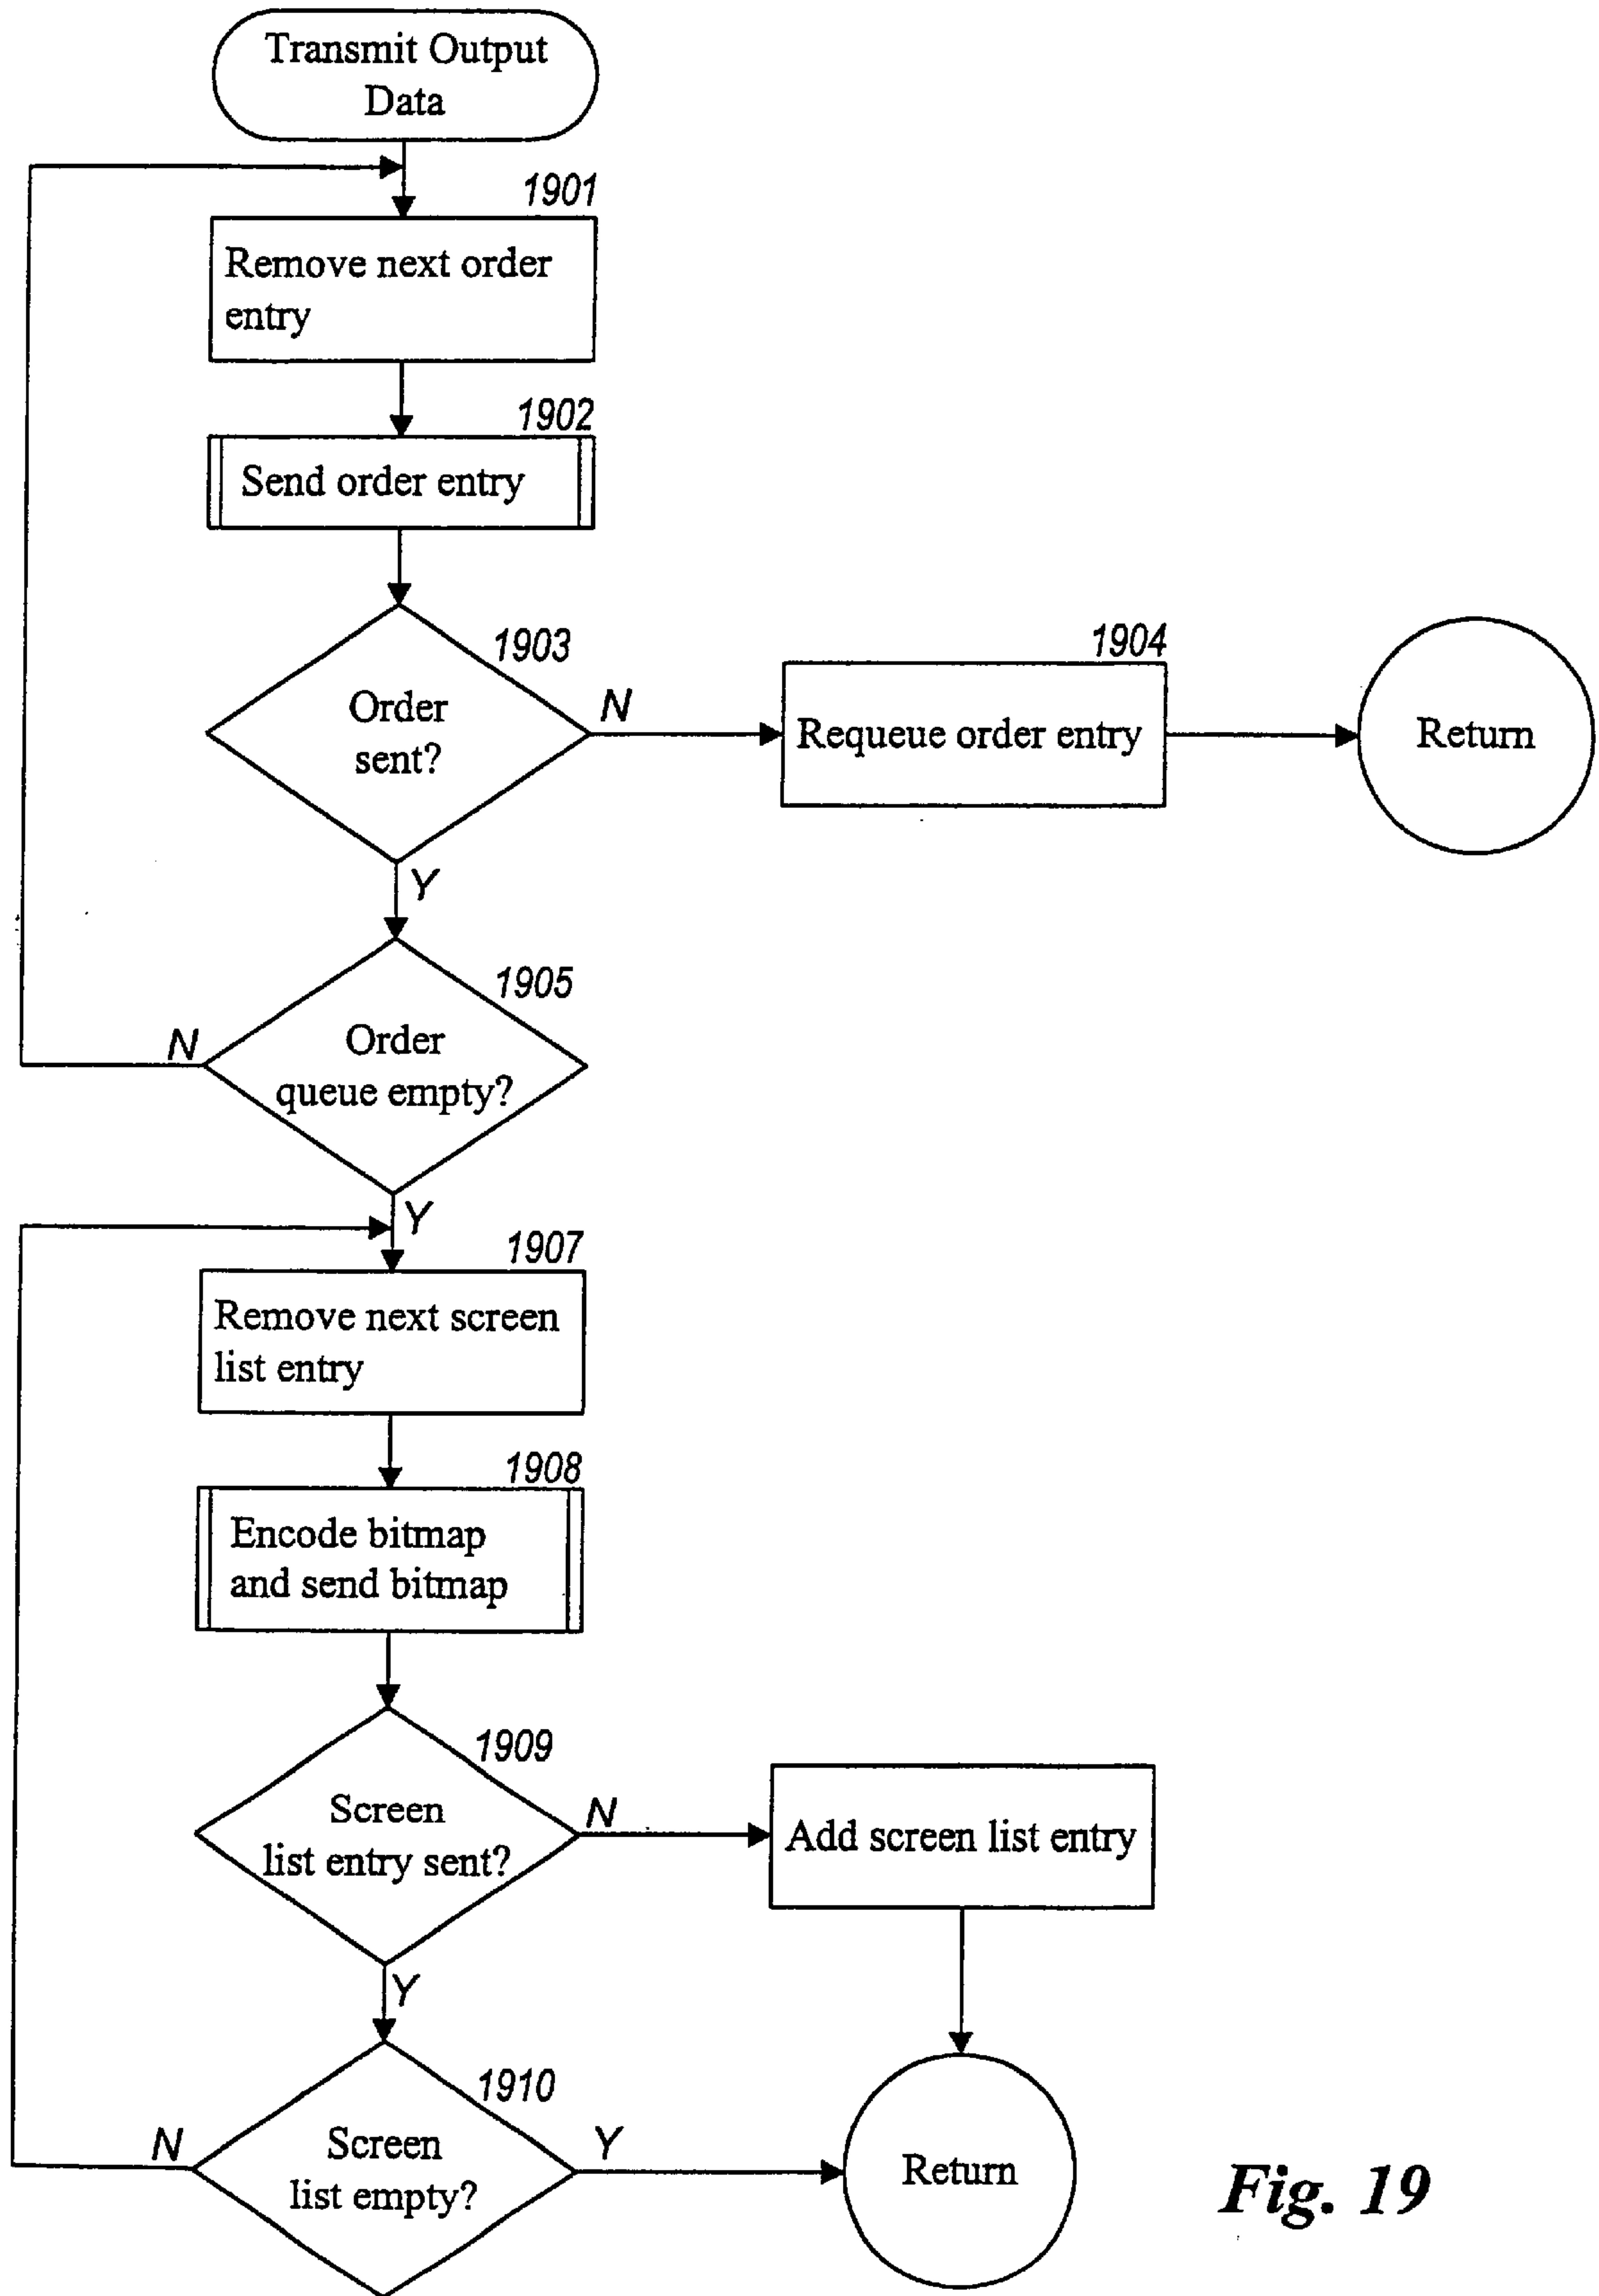 Transmit Output
Data
1901
Remove next order
entry
1902
Send order entry
1903
Order
sent?
N
1904
Requeue order entry
Return
Y
1905
Order
queue empty?
N
Y
1907
Remove next screen
list entry
1908
Encode bitmap
and send bitmap
1909
Screen
list entry sent?
N
Add screen list entry
Y
1910
Screen
list empty?
N
Y
Return
Fig. 19